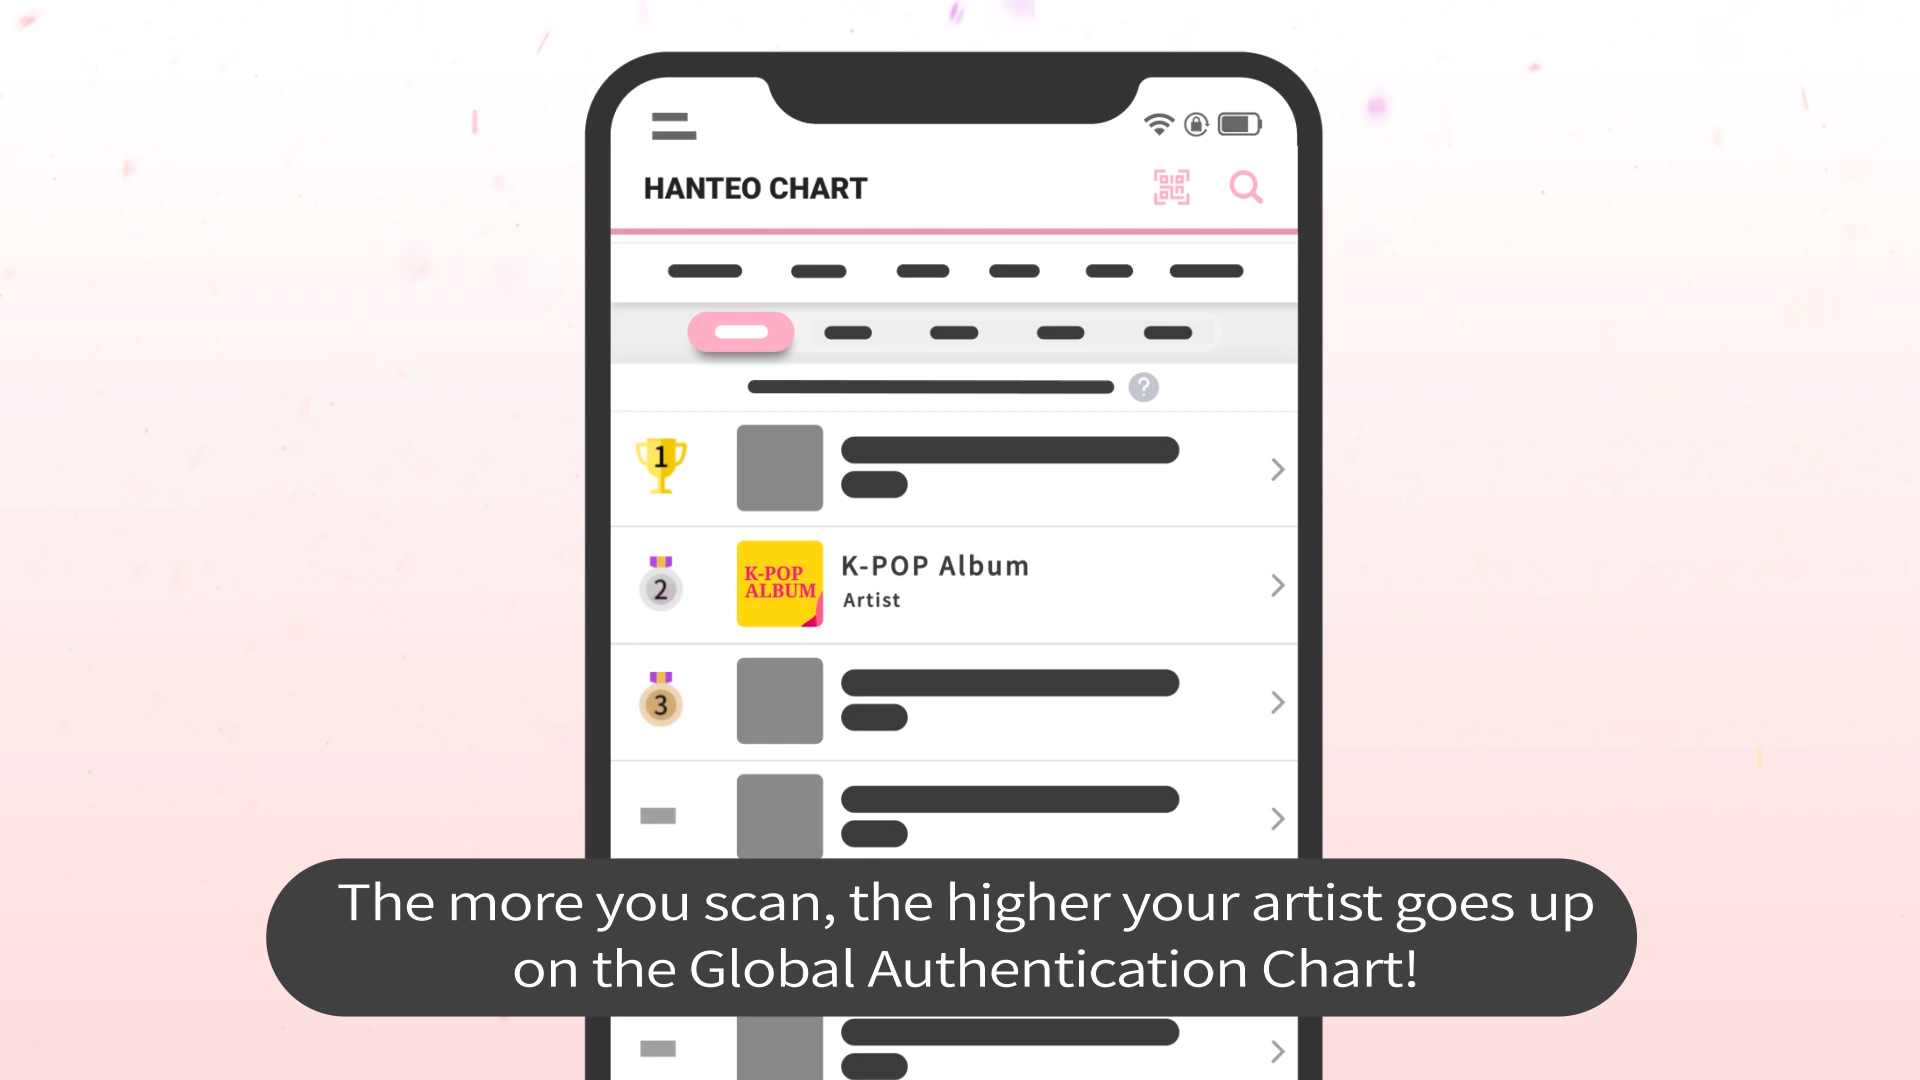 HANTEO CHART
?
1
K-POP
ALBUM
K-POP Album
Artist
2
3
The more you scan, the higher your artist goes up
on the Global Authentication Chart!